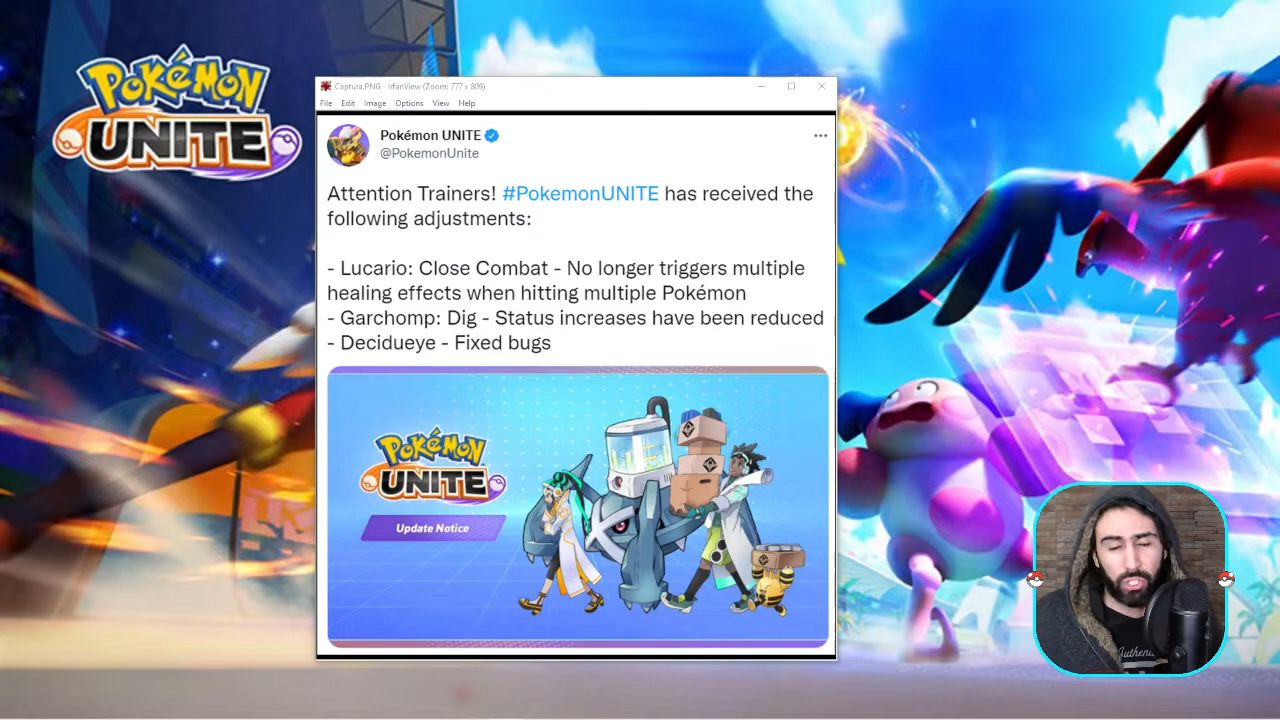 POKÉMON
UNITE
Captura.PNG - IrfanView (Zoom: 777 x 809)
File Edit Image Options View Help
Pokémon UNITE
@PokemonUnite
Attention Trainers! #PokemonUNITE has received the
following adjustments:
- Lucario: Close Combat - No longer triggers multiple
healing effects when hitting multiple Pokémon
- Garchomp: Dig - Status increases have been reduced
- Decidueye - Fixed bugs
POKÉMON
UNITE
Update Notice